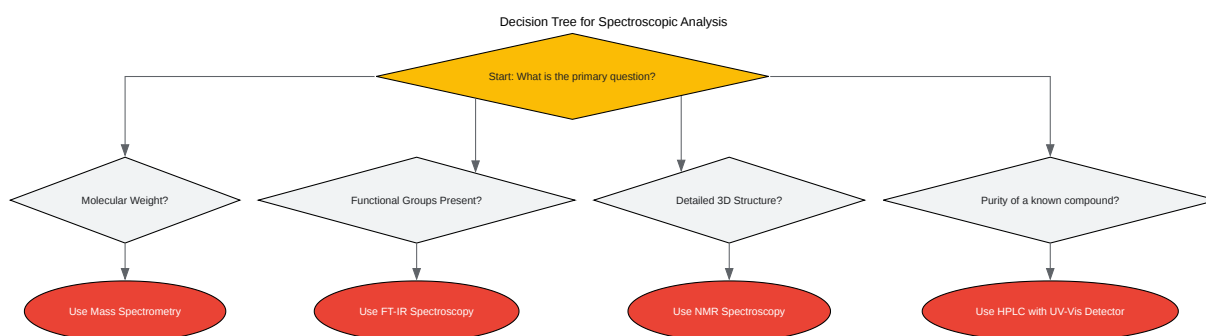 Decision Tree for Spectroscopic Analysis
Start: What is the primary question?
Molecular Weight?
Functional Groups Present?
Detailed 3D Structure?
Purity of a known compound?
Use Mass Spectrometry
Use FT-IR Spectroscopy
Use NMR Spectroscopy
Use HPLC with UV-Vis Detector